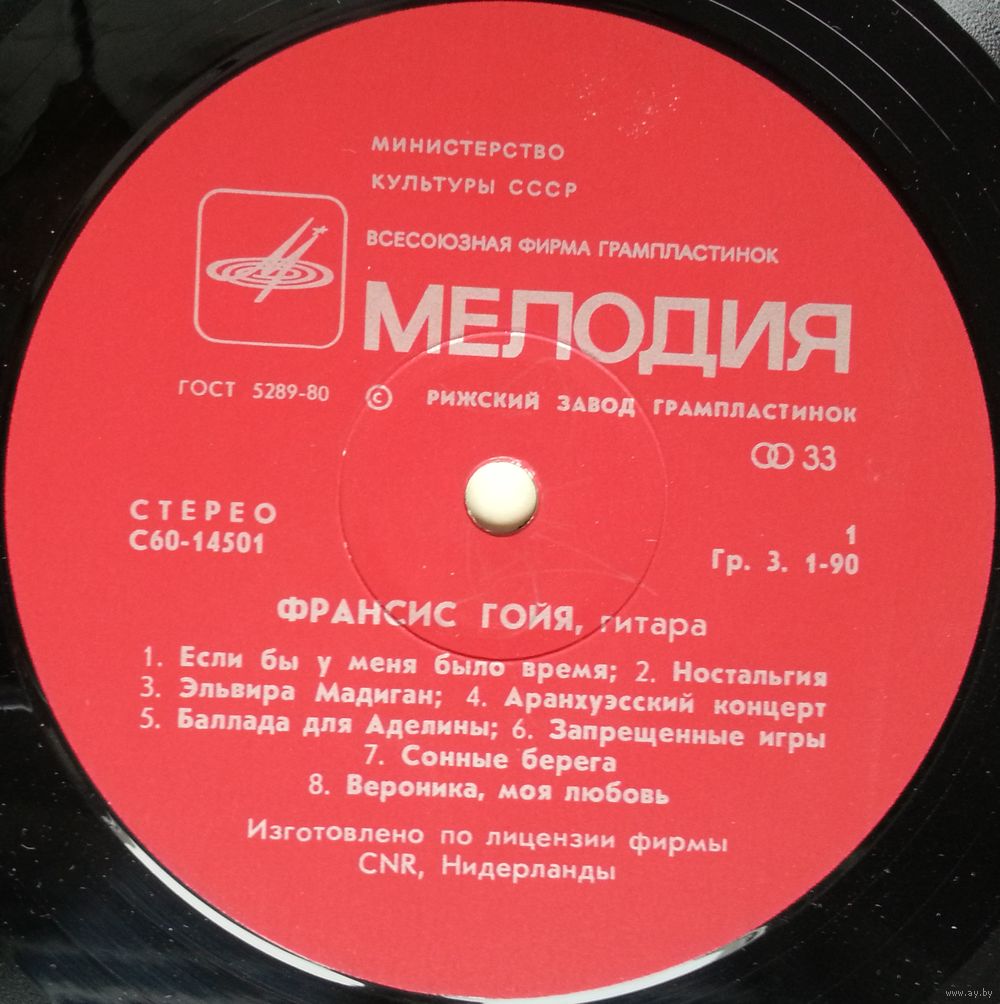 МИНИСТЕРСТВО
КУЛЬТУРЫ СССР
ВСЕСОЮЗНАЯ ФИРМА ГРАМПЛАСТИНОК
МЕЛОДИЯ
ГОСТ 5289-80 © РИЖСКИЙ ЗАВОД ГРАМПЛАСТИНОК
33
СТЕРЕО
С60-14501
1
Гр. 3. 1-90
ФРАНСИС ГОЙЯ, гитара
1. Если бы у меня было время; 2. Ностальгия
3. Эльвира Мадиган; 4. Аранхуэсский концерт
5. Баллада для Аделины; 6. Запрещенные игры
7. Сонные берега
8. Вероника, моя любовь
Изготовлено по лицензии фирмы
CNR, Нидерланды
www.ay.by